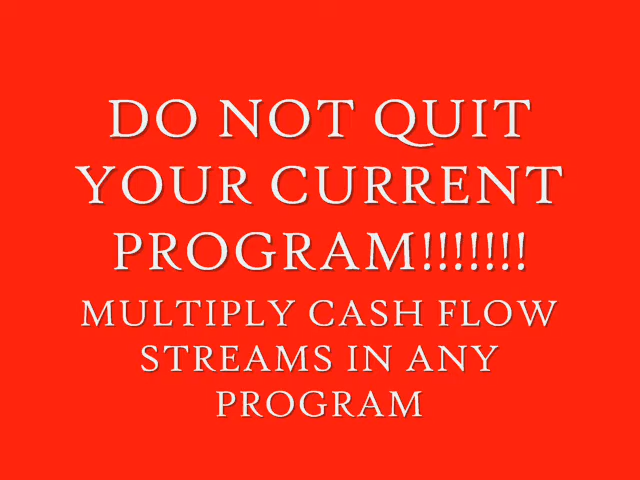 DO NOT QUIT
YOUR CURRENT
PROGRAM!!!!!!!
MULTIPLY CASH FLOW
STREAMS IN ANY
PROGRAM